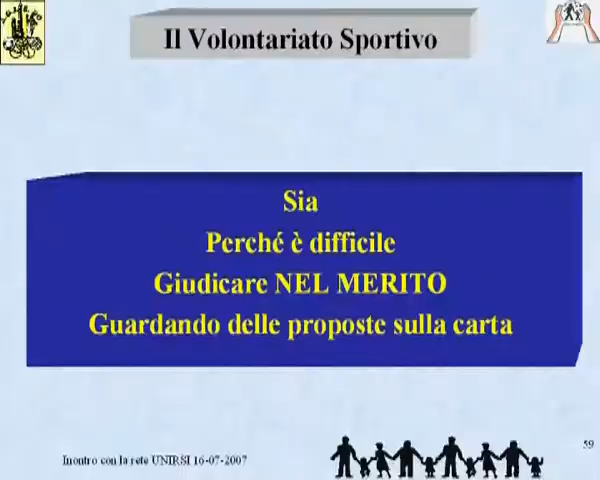 Il Volontariato Sportivo
Sia
Perché è difficile
Giudicare NEL MERITO
Guardando delle proposte sulla carta
Incontro con la rete UNIRSI 16-07-2007
59